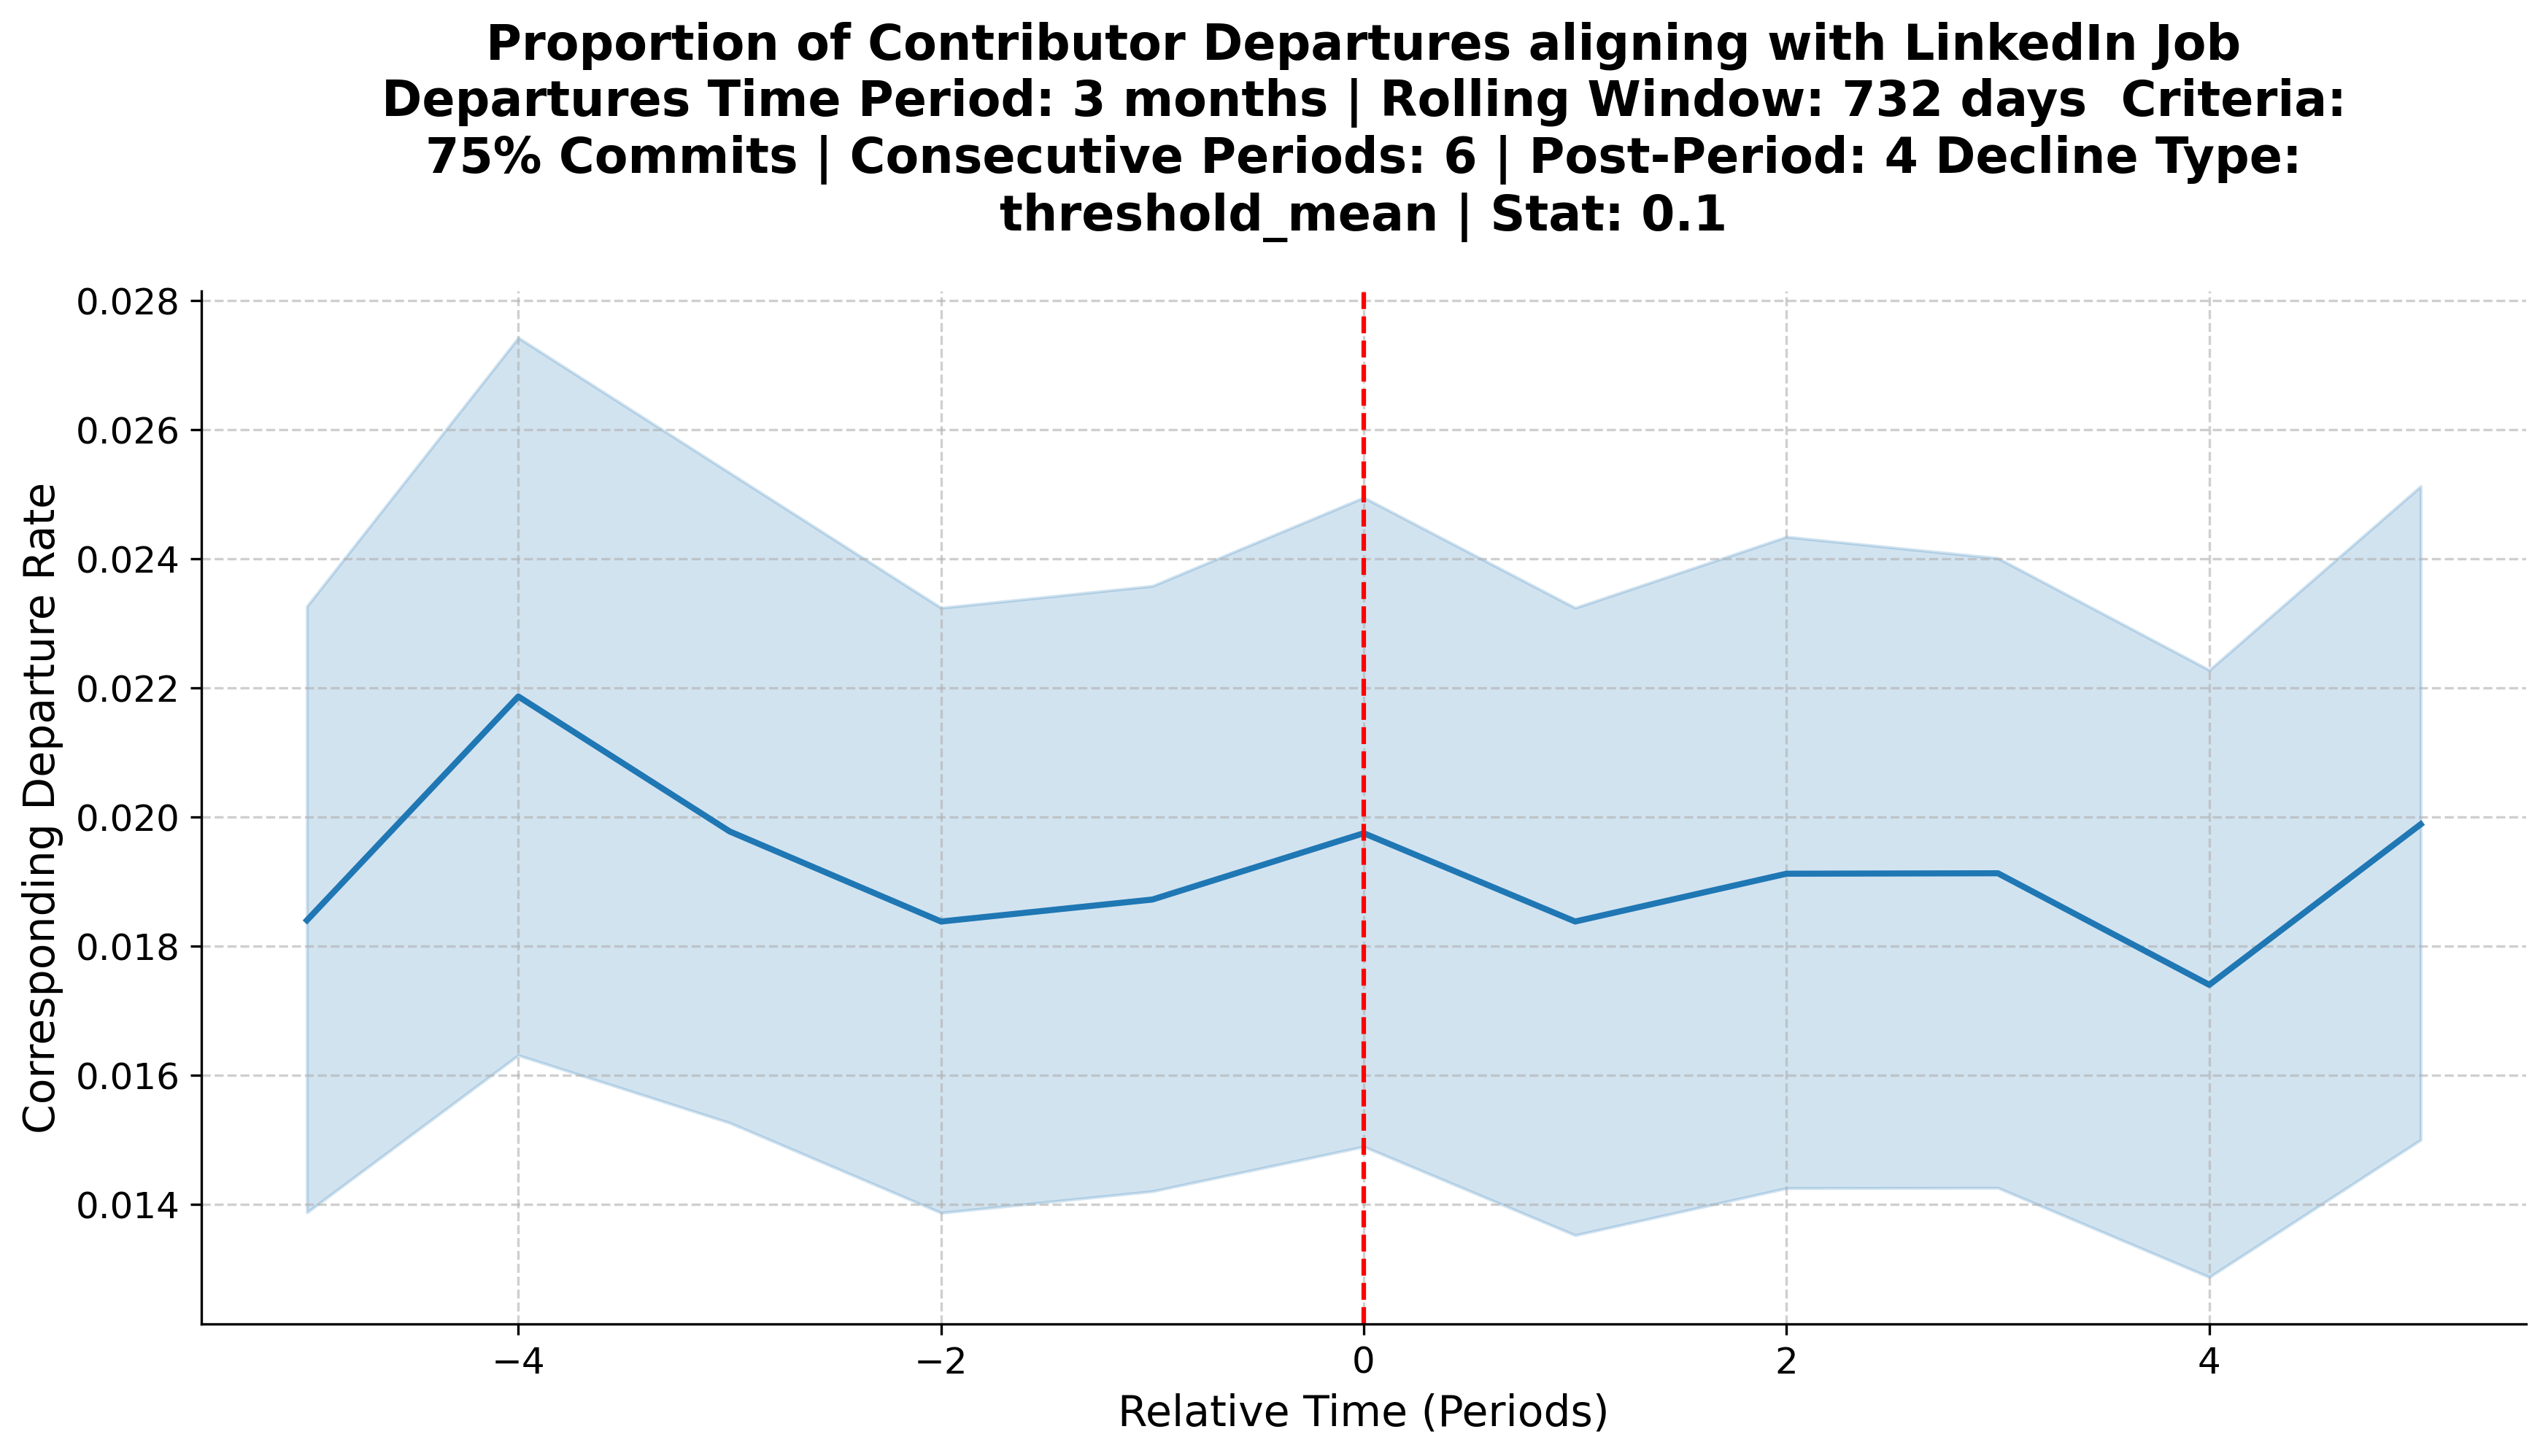 Proportion of Contributor Departures aligning with LinkedIn Job
Departures Time Period: 3 months | Rolling Window: 732 days  Criteria:
75% Commits | Consecutive Periods: 6 | Post-Period: 4 Decline Type:
threshold_mean | Stat: 0.1
0.028
0.026
0.024
0.022
0.020
0.018
0.016
0.014
Corresponding Departure Rate
−4
−2
0
2
4
Relative Time (Periods)